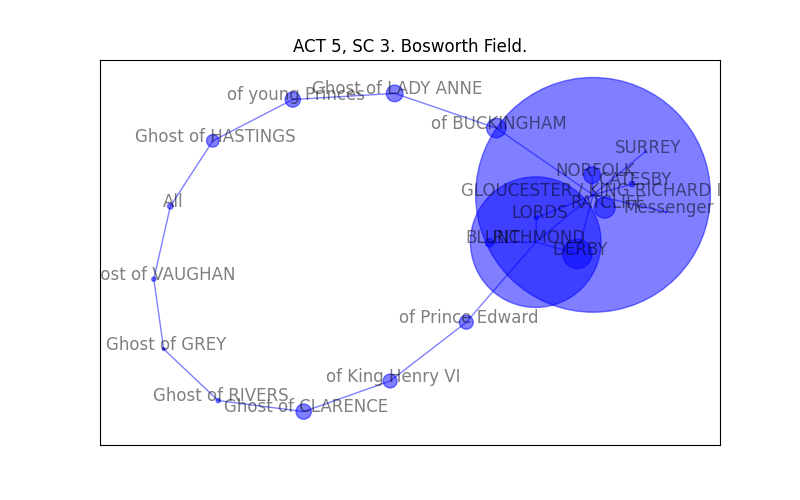 ACT 5, SC 3. Bosworth Field.
Ghost of LADY ANNE
of young Princes
of BUCKINGHAM
Ghost of HASTINGS
SURREY
NORFOLK
CATESBY
GLOUCESTER / KING RICHARD I
All
RATCLIFF
Messenger
LORDS
BLUNT
RICHMOND
DERBY
ost of VAUGHAN
of Prince Edward
Ghost of GREY
of King Henry VI
Ghost of RIVERS
Ghost of CLARENCE